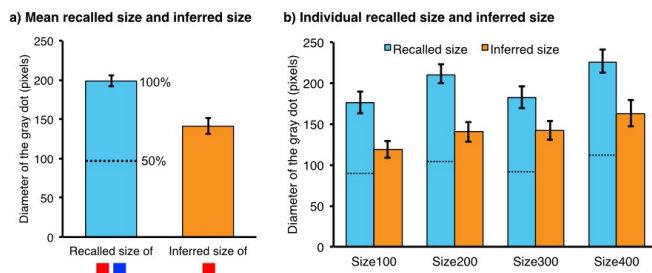 a) Mean recalled size and inferred size
Diameter of the gray dot (pixels)
250
200
150
100
50
0
100%
50%
Recalled size of
Inferred size of
b) Individual recalled size and inferred size
Diameter of the gray dot (pixels)
250
200
150
100
50
0
Recalled size
Inferred size
Size100
Size200
Size300
Size400